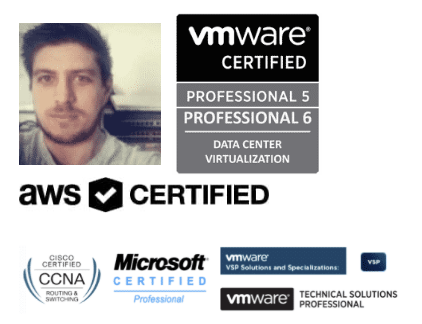 vmware®
CERTIFIED
PROFESSIONAL 5
PROFESSIONAL 6
DATA CENTER
VIRTUALIZATION
aws CERTIFIED
CISCO
CERTIFIED
CCNA
ROUTING &
SWITCHING
Microsoft®
CERTIFIED
Professional
vmware
VSP Solutions and Specializations:
VSP
vmware®
TECHNICAL SOLUTIONS
PROFESSIONAL